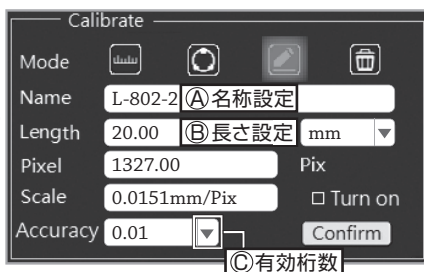 Calibrate
Mode
Name L-802-2 Ⓐ名称設定
Length 20.00 Ⓑ長さ設定 mm
Pixel 1327.00 Pix
Scale 0.0151mm/Pix Turn on
Accuracy 0.01 Confirm
Ⓒ有効桁数